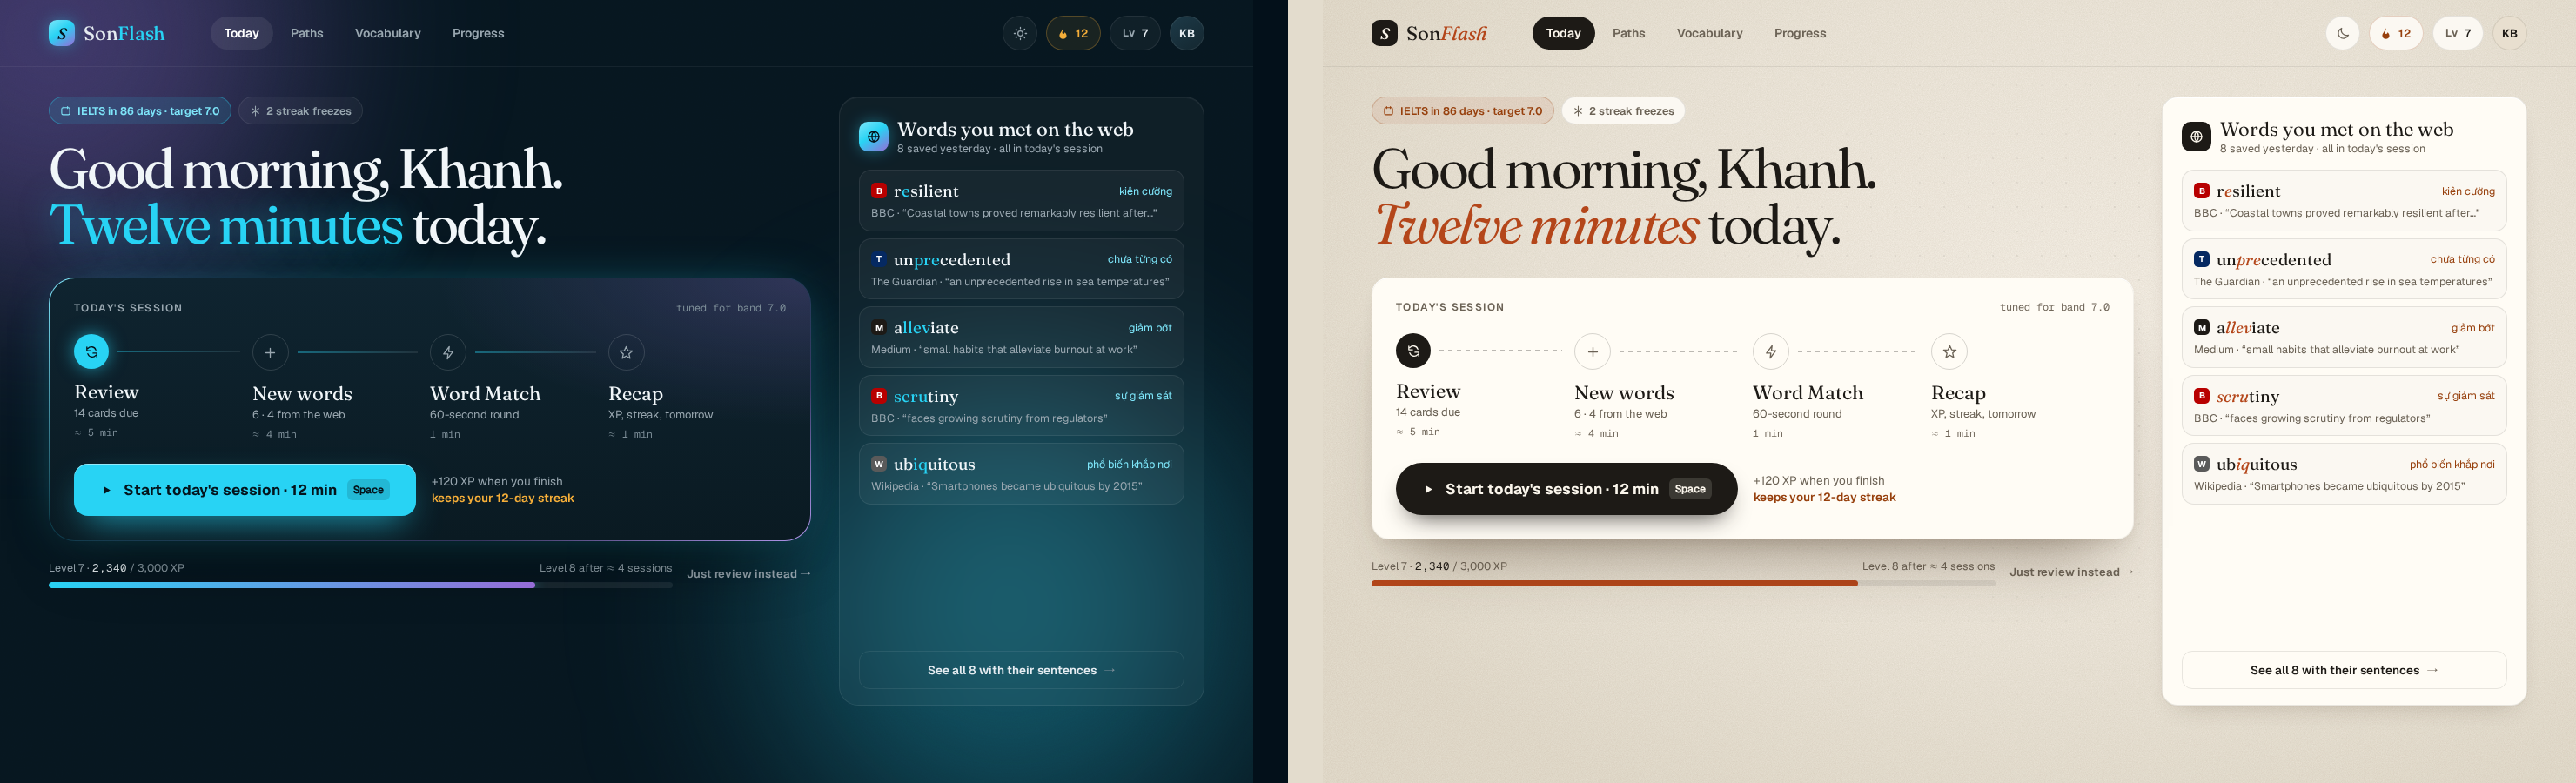 S SonFlash
Today Paths Vocabulary Progress
12 Lv 7 KB
IELTS in 86 days · target 7.0 2 streak freezes
Good morning, Khanh.
Twelve minutes today.
TODAY'S SESSION tuned for band 7.0
Review
14 cards due
≈ 5 min
New words
6 · 4 from the web
≈ 4 min
Word Match
60-second round
1 min
Recap
XP, streak, tomorrow
≈ 1 min
Start today's session · 12 min Space
+120 XP when you finish
keeps your 12-day streak
Level 7 · 2,340 / 3,000 XP Level 8 after ≈ 4 sessions
Just review instead →
Words you met on the web
8 saved yesterday · all in today's session
B resilient kiên cường
BBC · “Coastal towns proved remarkably resilient after…”
T unprecedented chưa từng có
The Guardian · “an unprecedented rise in sea temperatures”
M alleviate giảm bớt
Medium · “small habits that alleviate burnout at work”
B scrutiny sự giám sát
BBC · “faces growing scrutiny from regulators”
W ubiquitous phổ biến khắp nơi
Wikipedia · “Smartphones became ubiquitous by 2015”
See all 8 with their sentences →
S SonFlash
Today Paths Vocabulary Progress
12 Lv 7 KB
IELTS in 86 days · target 7.0 2 streak freezes
Good morning, Khanh.
Twelve minutes today.
TODAY'S SESSION tuned for band 7.0
Review
14 cards due
≈ 5 min
New words
6 · 4 from the web
≈ 4 min
Word Match
60-second round
1 min
Recap
XP, streak, tomorrow
≈ 1 min
Start today's session · 12 min Space
+120 XP when you finish
keeps your 12-day streak
Level 7 · 2,340 / 3,000 XP Level 8 after ≈ 4 sessions
Just review instead →
Words you met on the web
8 saved yesterday · all in today's session
B resilient kiên cường
BBC · “Coastal towns proved remarkably resilient after…”
T unprecedented chưa từng có
The Guardian · “an unprecedented rise in sea temperatures”
M alleviate giảm bớt
Medium · “small habits that alleviate burnout at work”
B scrutiny sự giám sát
BBC · “faces growing scrutiny from regulators”
W ubiquitous phổ biến khắp nơi
Wikipedia · “Smartphones became ubiquitous by 2015”
See all 8 with their sentences →